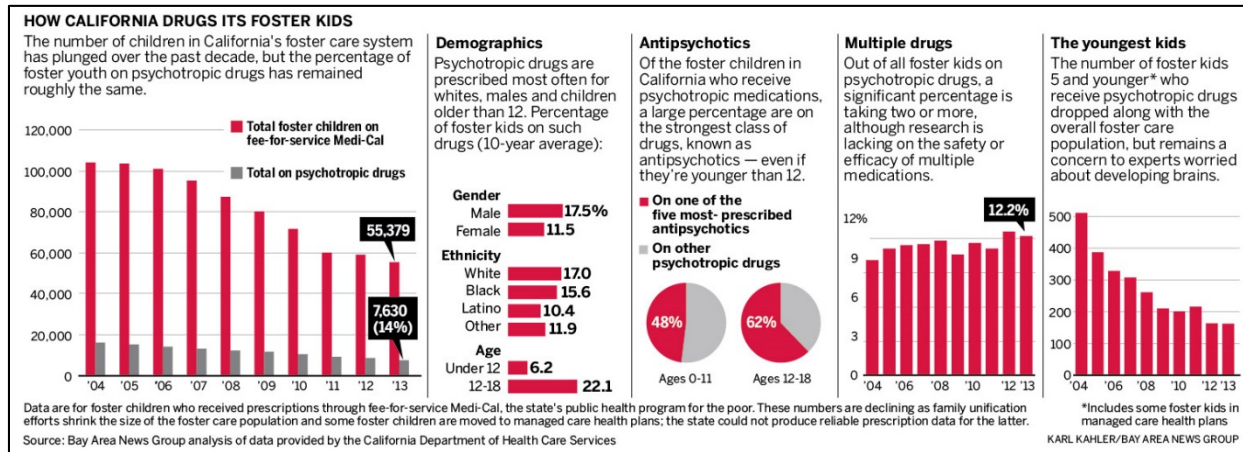 HOW CALIFORNIA DRUGS ITS FOSTER KIDS
The number of children in California's foster care system
has plunged over the past decade, but the percentage of
foster youth on psychotropic drugs has remained
roughly the same.
120,000
100,000
80,000
60,000
40,000
20,000
0
Total foster children on
fee-for-service Medi-Cal
Total on psychotropic drugs
55,379
7,630
(14%)
'04 '05 '06 '07 '08 '09 '10 '11 '12 '13
Demographics
Psychotropic drugs are
prescribed most often for
whites, males and children
older than 12. Percentage
of foster kids on such
drugs (10-year average):
Gender
Male 17.5%
Female 11.5
Ethnicity
White 17.0
Black 15.6
Latino 10.4
Other 11.9
Age
Under 12 6.2
12-18 22.1
Antipsychotics
Of the foster children in
California who receive
psychotropic medications,
a large percentage are on
the strongest class of
drugs, known as
antipsychotics — even if
they're younger than 12.
On one of the
five most- prescribed
antipsychotics
On other
psychotropic drugs
48% 62%
Ages 0-11 Ages 12-18
Multiple drugs
Out of all foster kids on
psychotropic drugs, a
significant percentage is
taking two or more,
although research is
lacking on the safety or
efficacy of multiple
medications.
12.2%
12%
9
6
3
0
'04 '06 '08 '10 '12 '13
The youngest kids
The number of foster kids
5 and younger* who
receive psychotropic drugs
dropped along with the
overall foster care
population, but remains a
concern to experts worried
about developing brains.
500
400
300
200
100
0
'04 '06 '08 '10 '12 '13
Data are for foster children who received prescriptions through fee-for-service Medi-Cal, the state's public health program for the poor. These numbers are declining as family unification
efforts shrink the size of the foster care population and some foster children are moved to managed care health plans; the state could not produce reliable prescription data for the latter.
Source: Bay Area News Group analysis of data provided by the California Department of Health Care Services
*Includes some foster kids in
managed care health plans
KARL KAHLER/BAY AREA NEWS GROUP